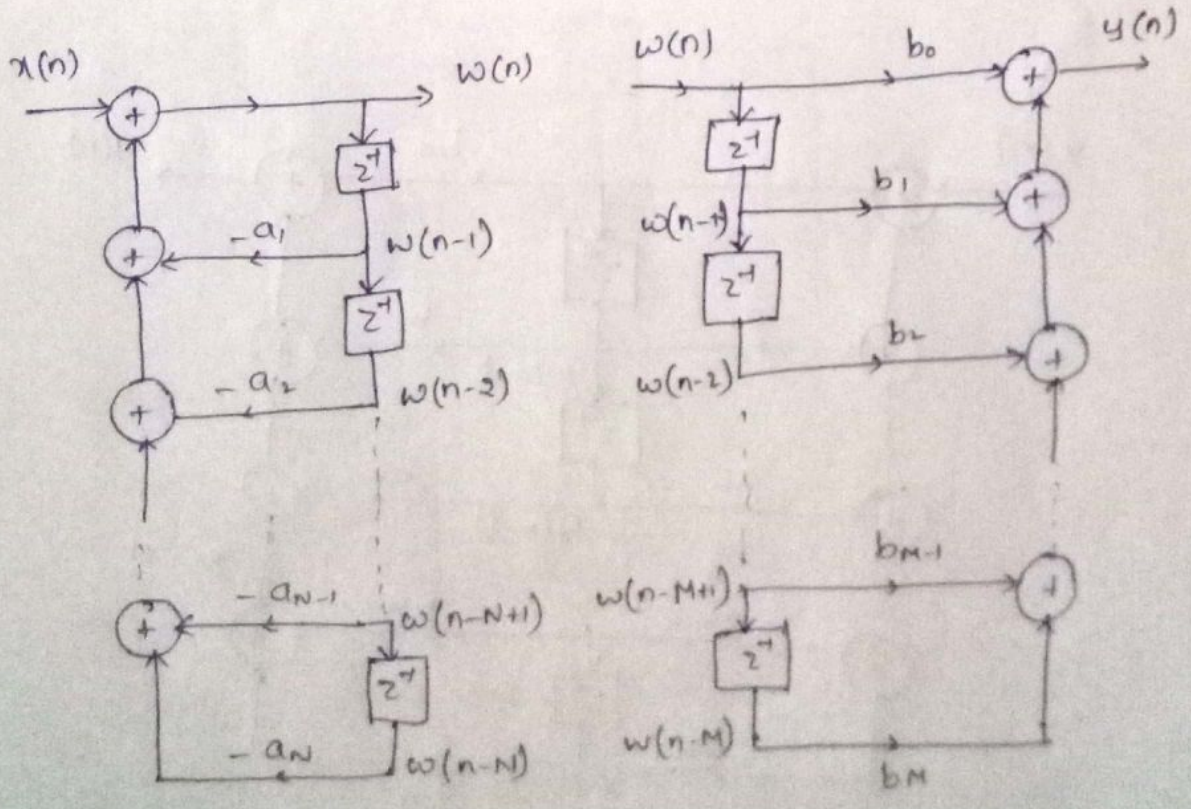 x(n) + w(n)
z⁻¹
+ -a₁ w(n-1)
z⁻¹
+ -a₂ w(n-2)
+ -aN-1 w(n-N+1)
z⁻¹
-aN w(n-N)
w(n) b₀ + y(n)
z⁻¹
w(n-1) b₁ +
z⁻¹
w(n-2) b₂ +
w(n-M+1) bM-1 +
z⁻¹
w(n-M) bM